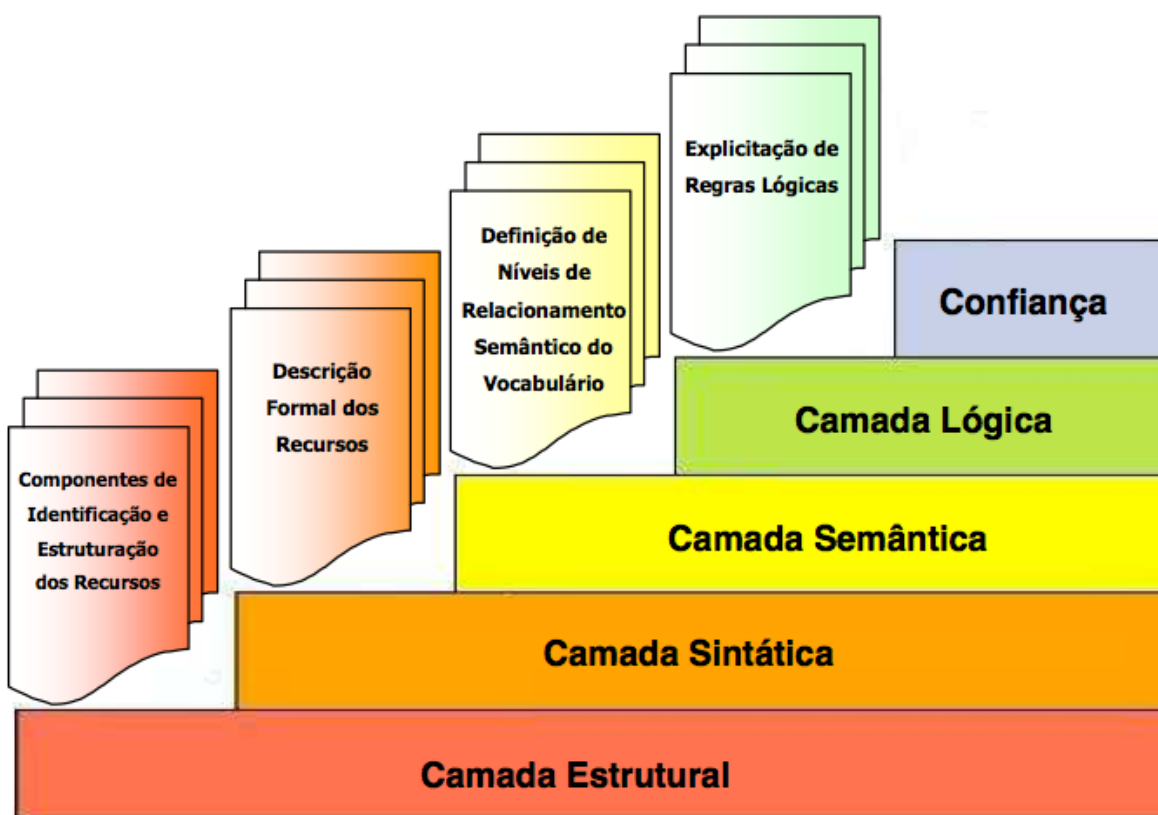 Explicitação de
Regras Lógicas
Definição de
Níveis de
Relacionamento
Semântico do
Vocabulário
Confiança
Descrição
Formal dos
Recursos
Camada Lógica
Componentes de
Identificação e
Estruturação
dos Recursos
Camada Semântica
Camada Sintática
Camada Estrutural